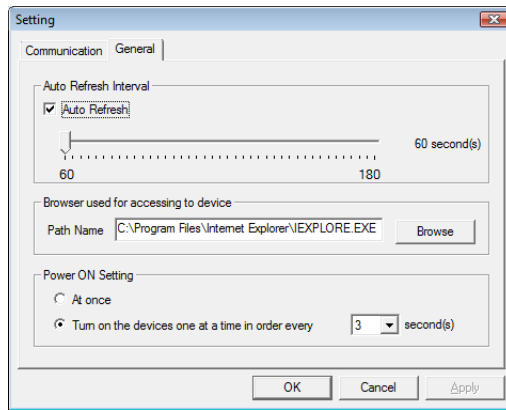 Setting
Communication General
Auto Refresh Interval
Auto Refresh
60 second(s)
60 180
Browser used for accessing to device
Path Name C:\Program Files\Internet Explorer\IEXPLORE.EXE Browse
Power ON Setting
At once
Turn on the devices one at a time in order every 3 second(s)
OK Cancel Apply